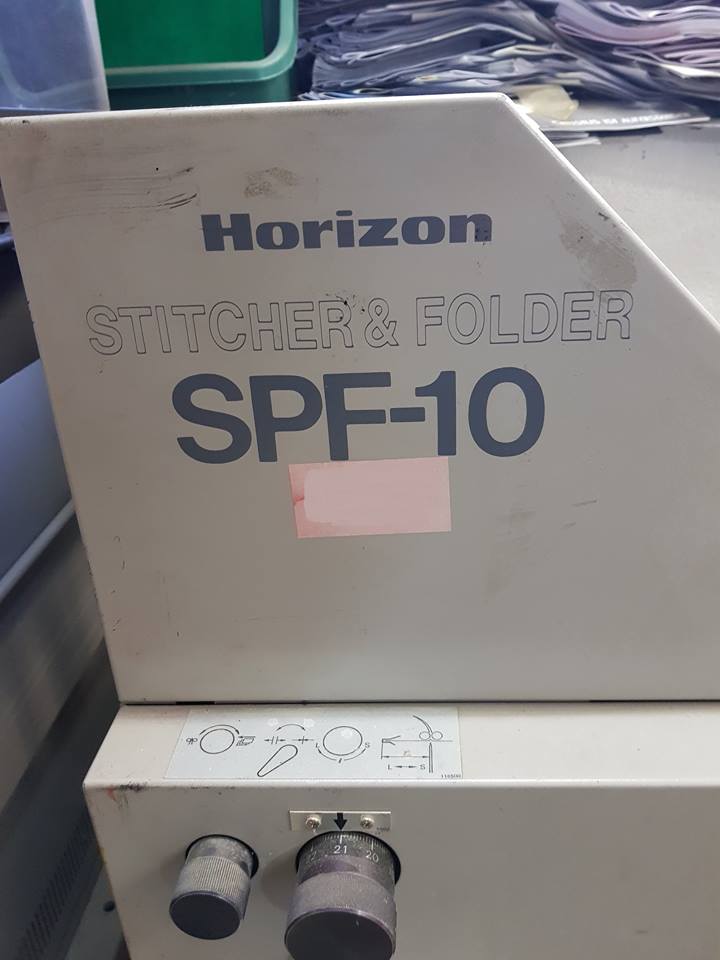 Horizon
STITCHER & FOLDER
SPF-10
L S
L S
21 20